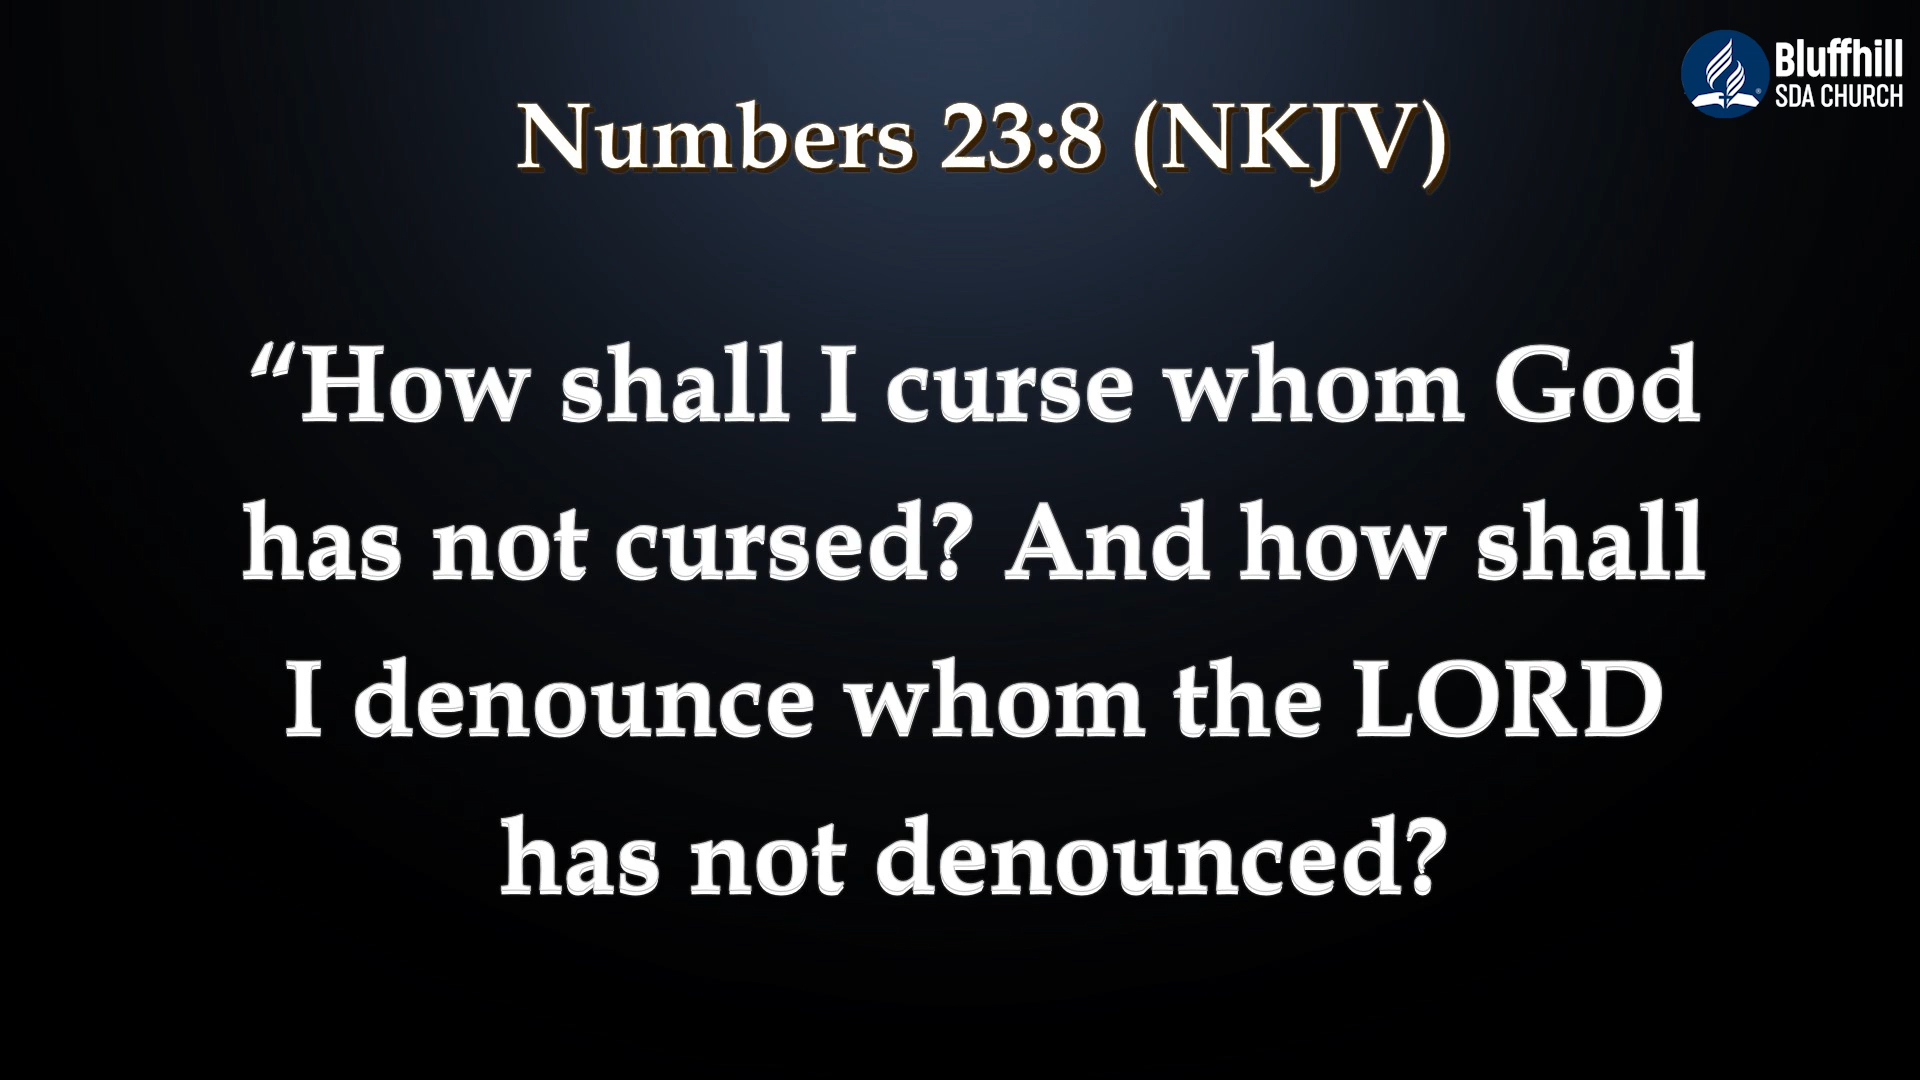 Bluffhill
SDA CHURCH
Numbers 23:8 (NKJV)
“How shall I curse whom God
has not cursed? And how shall
I denounce whom the LORD
has not denounced?